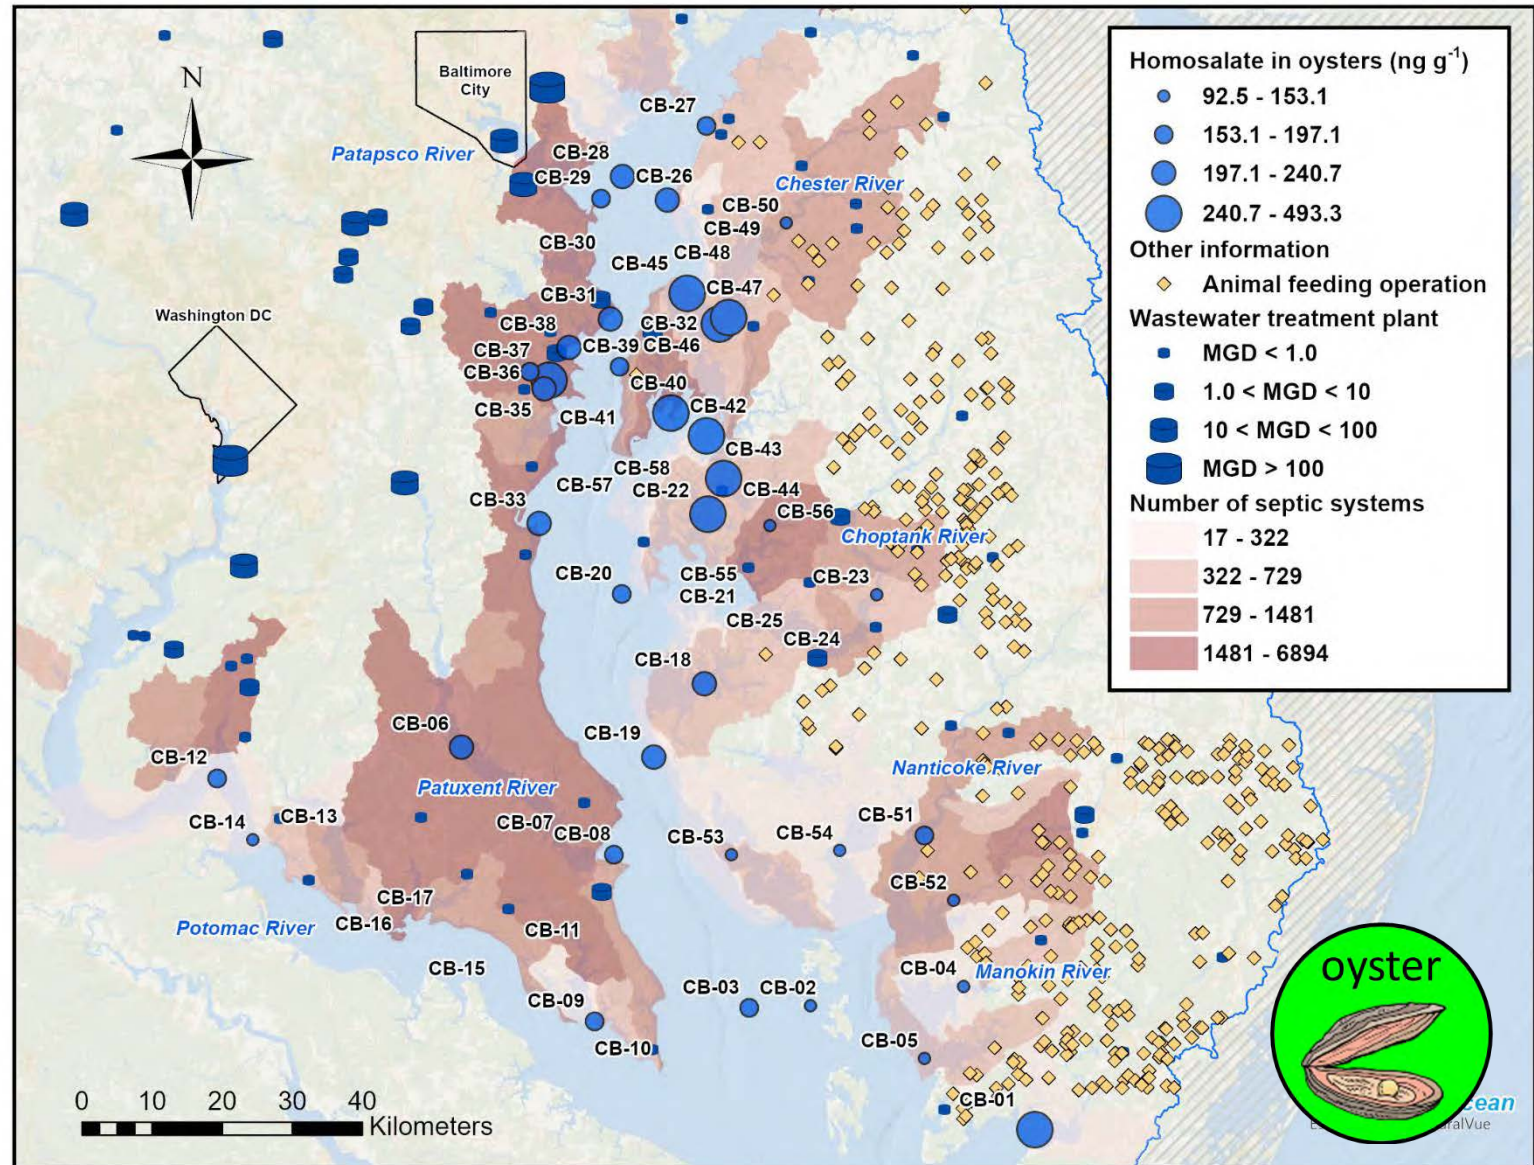 N
Baltimore
City
Patapsco River
Washington DC
CB-27
CB-28
CB-29
CB-26
Chester River
CB-50
CB-49
CB-30
CB-48
CB-45
CB-47
CB-31
CB-32
CB-38
CB-39
CB-46
CB-37
CB-36
CB-40
CB-35
CB-41
CB-42
CB-43
CB-58
CB-57
CB-22
CB-44
CB-33
CB-56
Choptank River
CB-20
CB-55
CB-23
CB-21
CB-25
CB-24
CB-18
CB-06
CB-19
CB-12
Nanticoke River
Patuxent River
CB-14
CB-13
CB-07
CB-08
CB-53
CB-54
CB-51
CB-52
CB-17
CB-16
Potomac River
CB-11
CB-15
CB-04
Manokin River
CB-09
CB-03
CB-02
CB-10
CB-05
CB-01
0 10 20 30 40
Kilometers
Homosalate in oysters (ng g-1)
92.5 - 153.1
153.1 - 197.1
197.1 - 240.7
240.7 - 493.3
Other information
Animal feeding operation
Wastewater treatment plant
MGD < 1.0
1.0 < MGD < 10
10 < MGD < 100
MGD > 100
Number of septic systems
17 - 322
322 - 729
729 - 1481
1481 - 6894
oyster